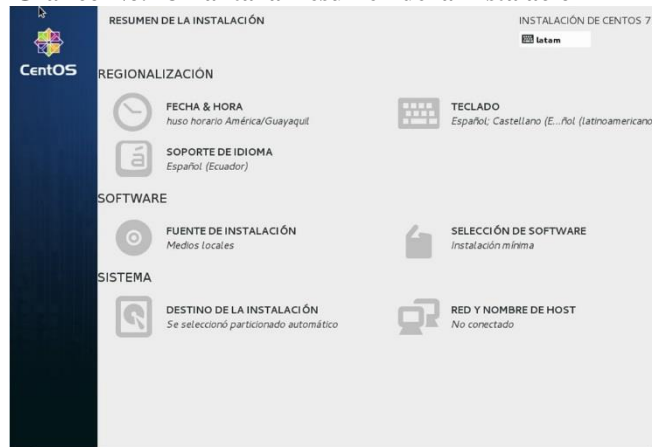 RESUMEN DE LA INSTALACIÓN
INSTALACIÓN DE CENTOS 7
latam
CentOS
REGIONALIZACIÓN
FECHA & HORA
huso horario América/Guayaquil
TECLADO
Español; Castellano (E...ñol (latinoamericano
SOPORTE DE IDIOMA
Español (Ecuador)
SOFTWARE
FUENTE DE INSTALACIÓN
Medios locales
SELECCIÓN DE SOFTWARE
Instalación mínima
SISTEMA
DESTINO DE LA INSTALACIÓN
Se seleccionó particionado automático
RED Y NOMBRE DE HOST
No conectado